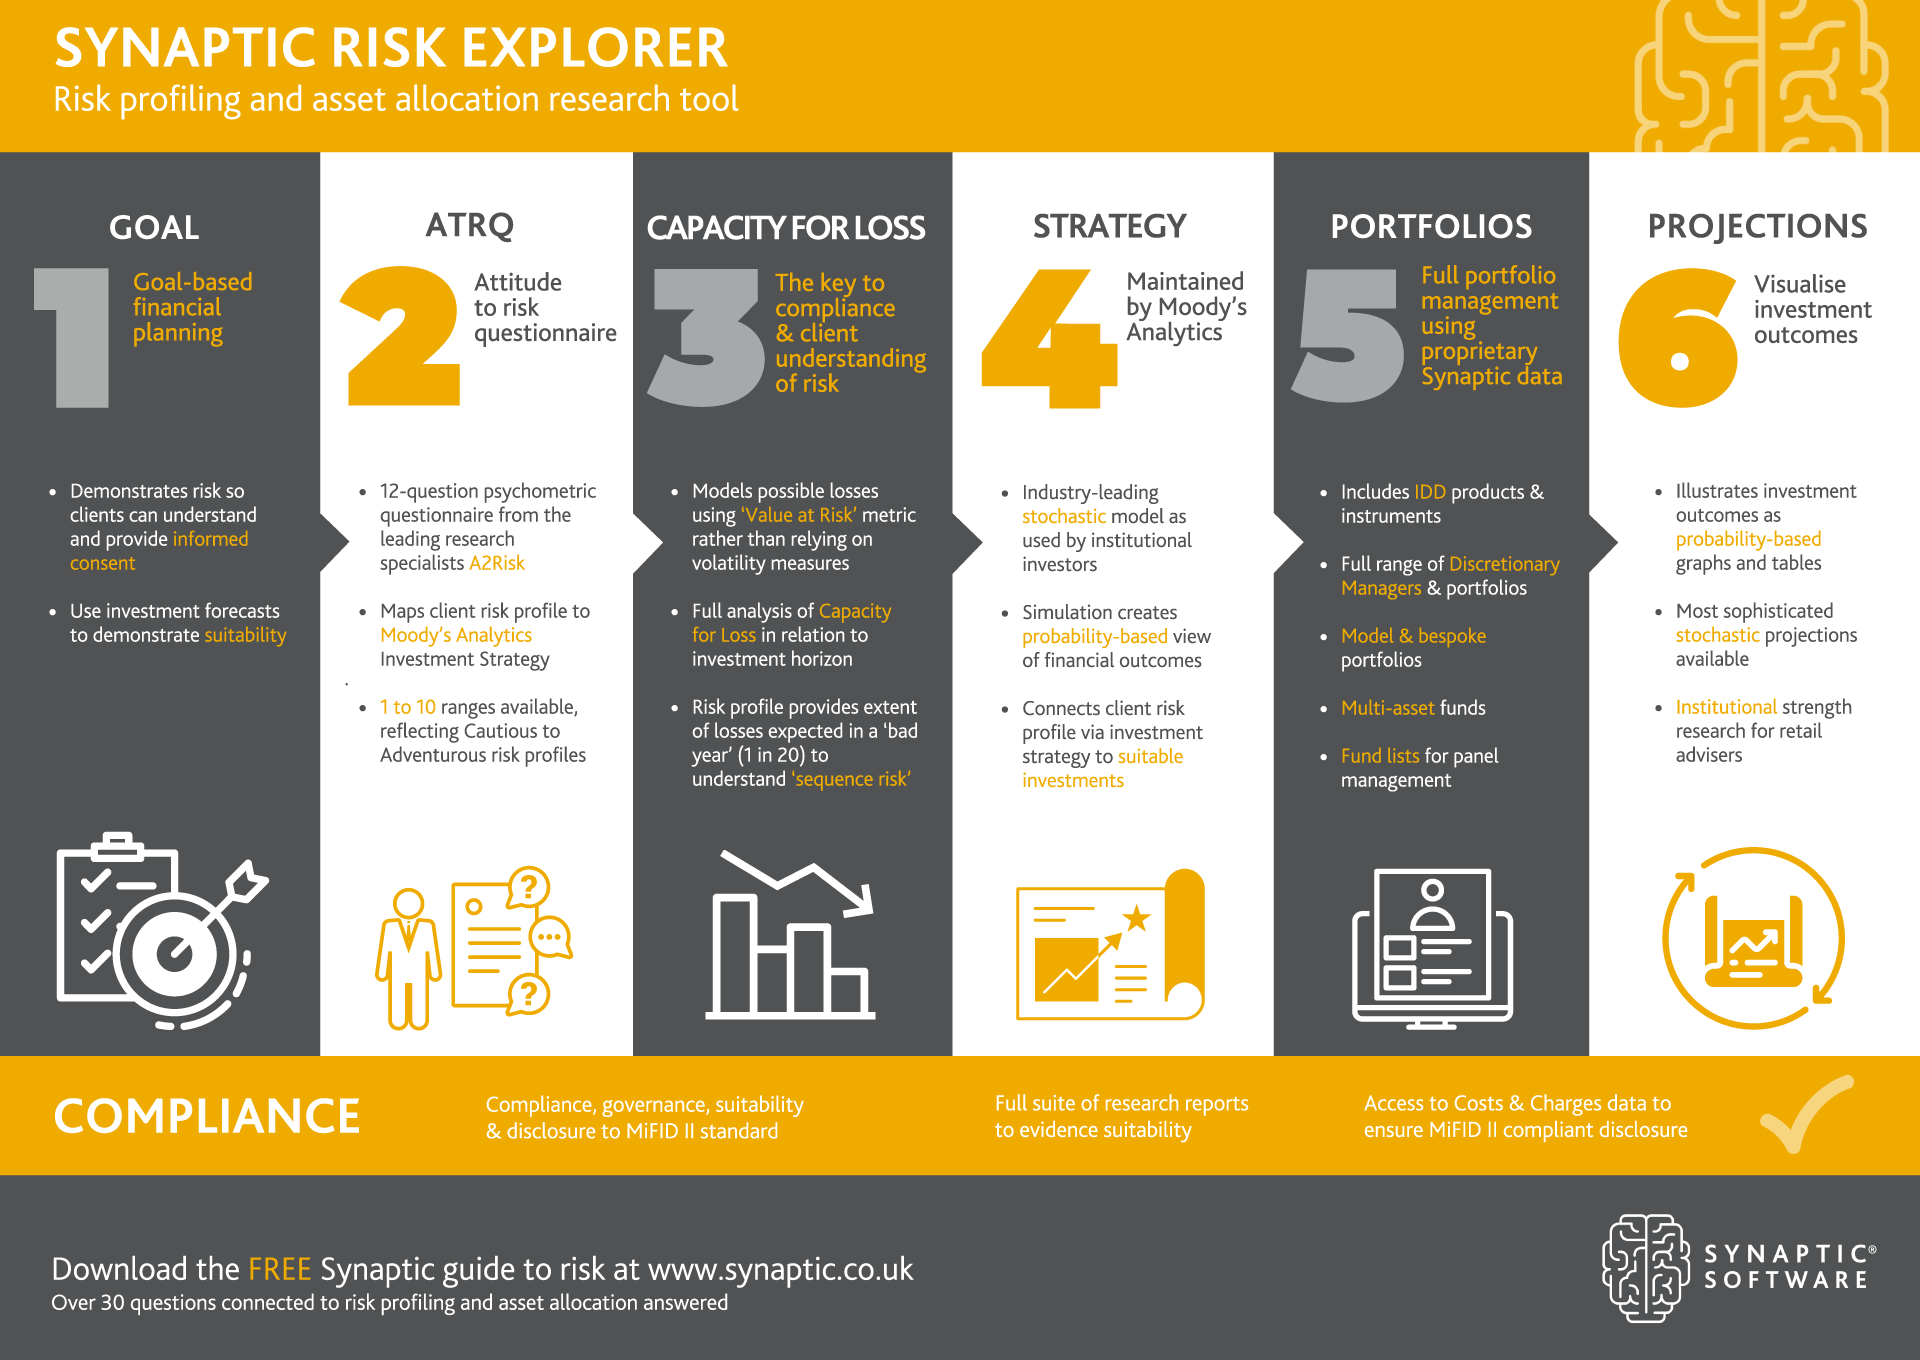 SYNAPTIC RISK EXPLORER
Risk profiling and asset allocation research tool
GOAL
1
Goal-based
financial
planning
• Demonstrates risk so
clients can understand
and provide informed
consent
• Use investment forecasts
to demonstrate suitability
ATRQ
2
Attitude
to risk
questionnaire
• 12-question psychometric
questionnaire from the
leading research
specialists A2Risk
• Maps client risk profile to
Moody's Analytics
Investment Strategy
.
• 1 to 10 ranges available,
reflecting Cautious to
Adventurous risk profiles
? 
...
?
CAPACITY FOR LOSS
3
The key to
compliance
& client
understanding
of risk
• Models possible losses
using ‘Value at Risk’ metric
rather than relying on
volatility measures
• Full analysis of Capacity
for Loss in relation to
investment horizon
• Risk profile provides extent
of losses expected in a ‘bad
year’ (1 in 20) to
understand ‘sequence risk’
STRATEGY
4
Maintained
by Moody’s
Analytics
• Industry-leading
stochastic model as
used by institutional
investors
• Simulation creates
probability-based view
of financial outcomes
• Connects client risk
profile via investment
strategy to suitable
investments
PORTFOLIOS
5
Full portfolio
management
using
proprietary
Synaptic data
• Includes IDD products &
instruments
• Full range of Discretionary
Managers & portfolios
• Model & bespoke
portfolios
• Multi-asset funds
• Fund lists for panel
management
PROJECTIONS
6
Visualise
investment
outcomes
• Illustrates investment
outcomes as
probability-based
graphs and tables
• Most sophisticated
stochastic projections
available
• Institutional strength
research for retail
advisers
COMPLIANCE
Compliance, governance, suitability
& disclosure to MiFID II standard
Full suite of research reports
to evidence suitability
Access to Costs & Charges data to
ensure MiFID II compliant disclosure
Download the FREE Synaptic guide to risk at www.synaptic.co.uk
Over 30 questions connected to risk profiling and asset allocation answered
SYNAPTIC®
SOFTWARE